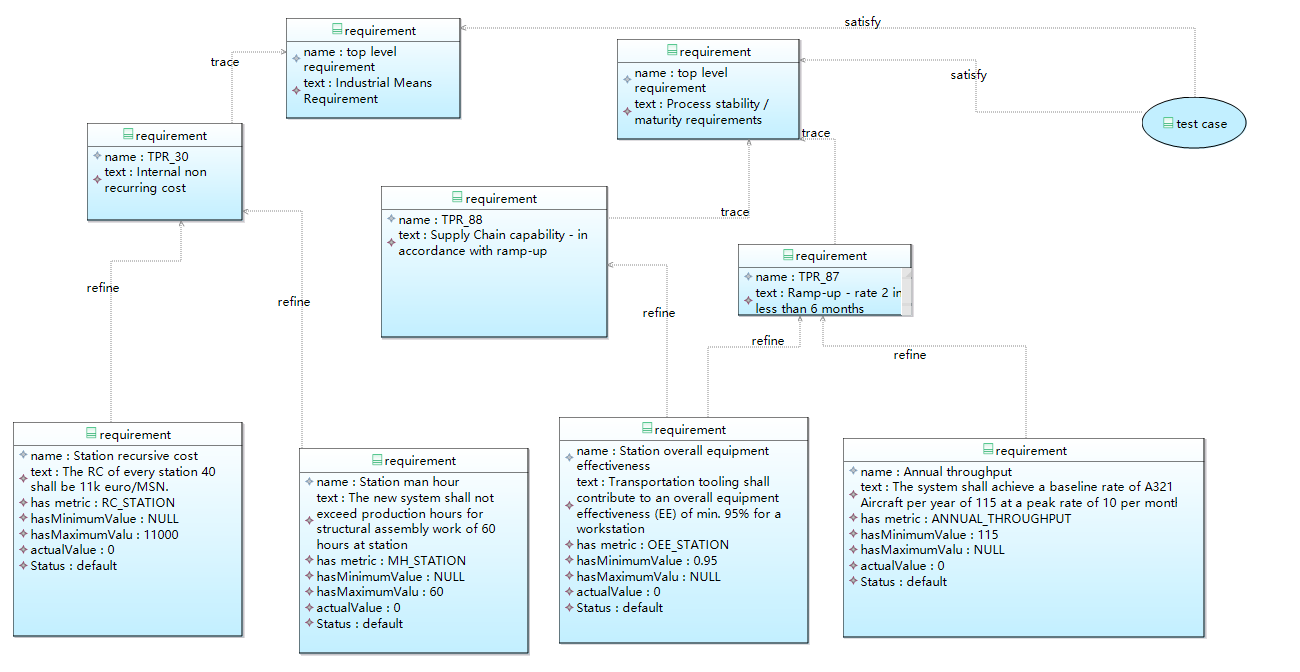 satisfy
requirement
name : top level
requirement
text : Industrial Means
Requirement
trace
requirement
name : top level
requirement
text : Process stability /
maturity requirements
satisfy
test case
requirement
name : TPR_30
text : Internal non
recurring cost
trace
requirement
name : TPR_88
text : Supply Chain capability - in
accordance with ramp-up
trace
requirement
name : TPR_87
text : Ramp-up - rate 2 in
less than 6 months
refine
refine
refine
refine
refine
requirement
name : Station recursive cost
text : The RC of every station 40
shall be 11k euro/MSN.
has metric : RC_STATION
hasMinimumValue : NULL
hasMaximumValu : 11000
actualValue : 0
Status : default
requirement
name : Station man hour
text : The new system shall not
exceed production hours for
structural assembly work of 60
hours at station
has metric : MH_STATION
hasMinimumValue : NULL
hasMaximumValu : 60
actualValue : 0
Status : default
requirement
name : Station overall equipment
effectiveness
text : Transportation tooling shall
contribute to an overall equipment
effectiveness (EE) of min. 95% for a
workstation
has metric : OEE_STATION
hasMinimumValue : 0.95
hasMaximumValu : NULL
actualValue : 0
Status : default
requirement
name : Annual throughput
text : The system shall achieve a baseline rate of A321
Aircraft per year of 115 at a peak rate of 10 per
has metric : ANNUAL_THROUGHPUT
hasMinimumValue : 115
hasMaximumValu : NULL
actualValue : 0
Status : default